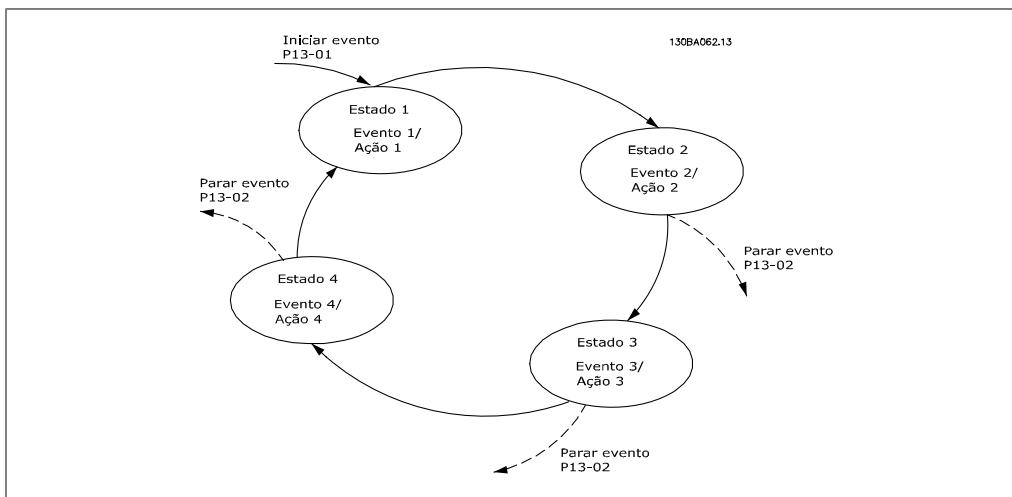 Iniciar evento
P13-01
130BA062.13
Estado 1
Evento 1/
Ação 1
Estado 2
Evento 2/
Ação 2
Parar evento
P13-02
Parar evento
P13-02
Estado 4
Evento 4/
Ação 4
Estado 3
Evento 3/
Ação 3
Parar evento
P13-02